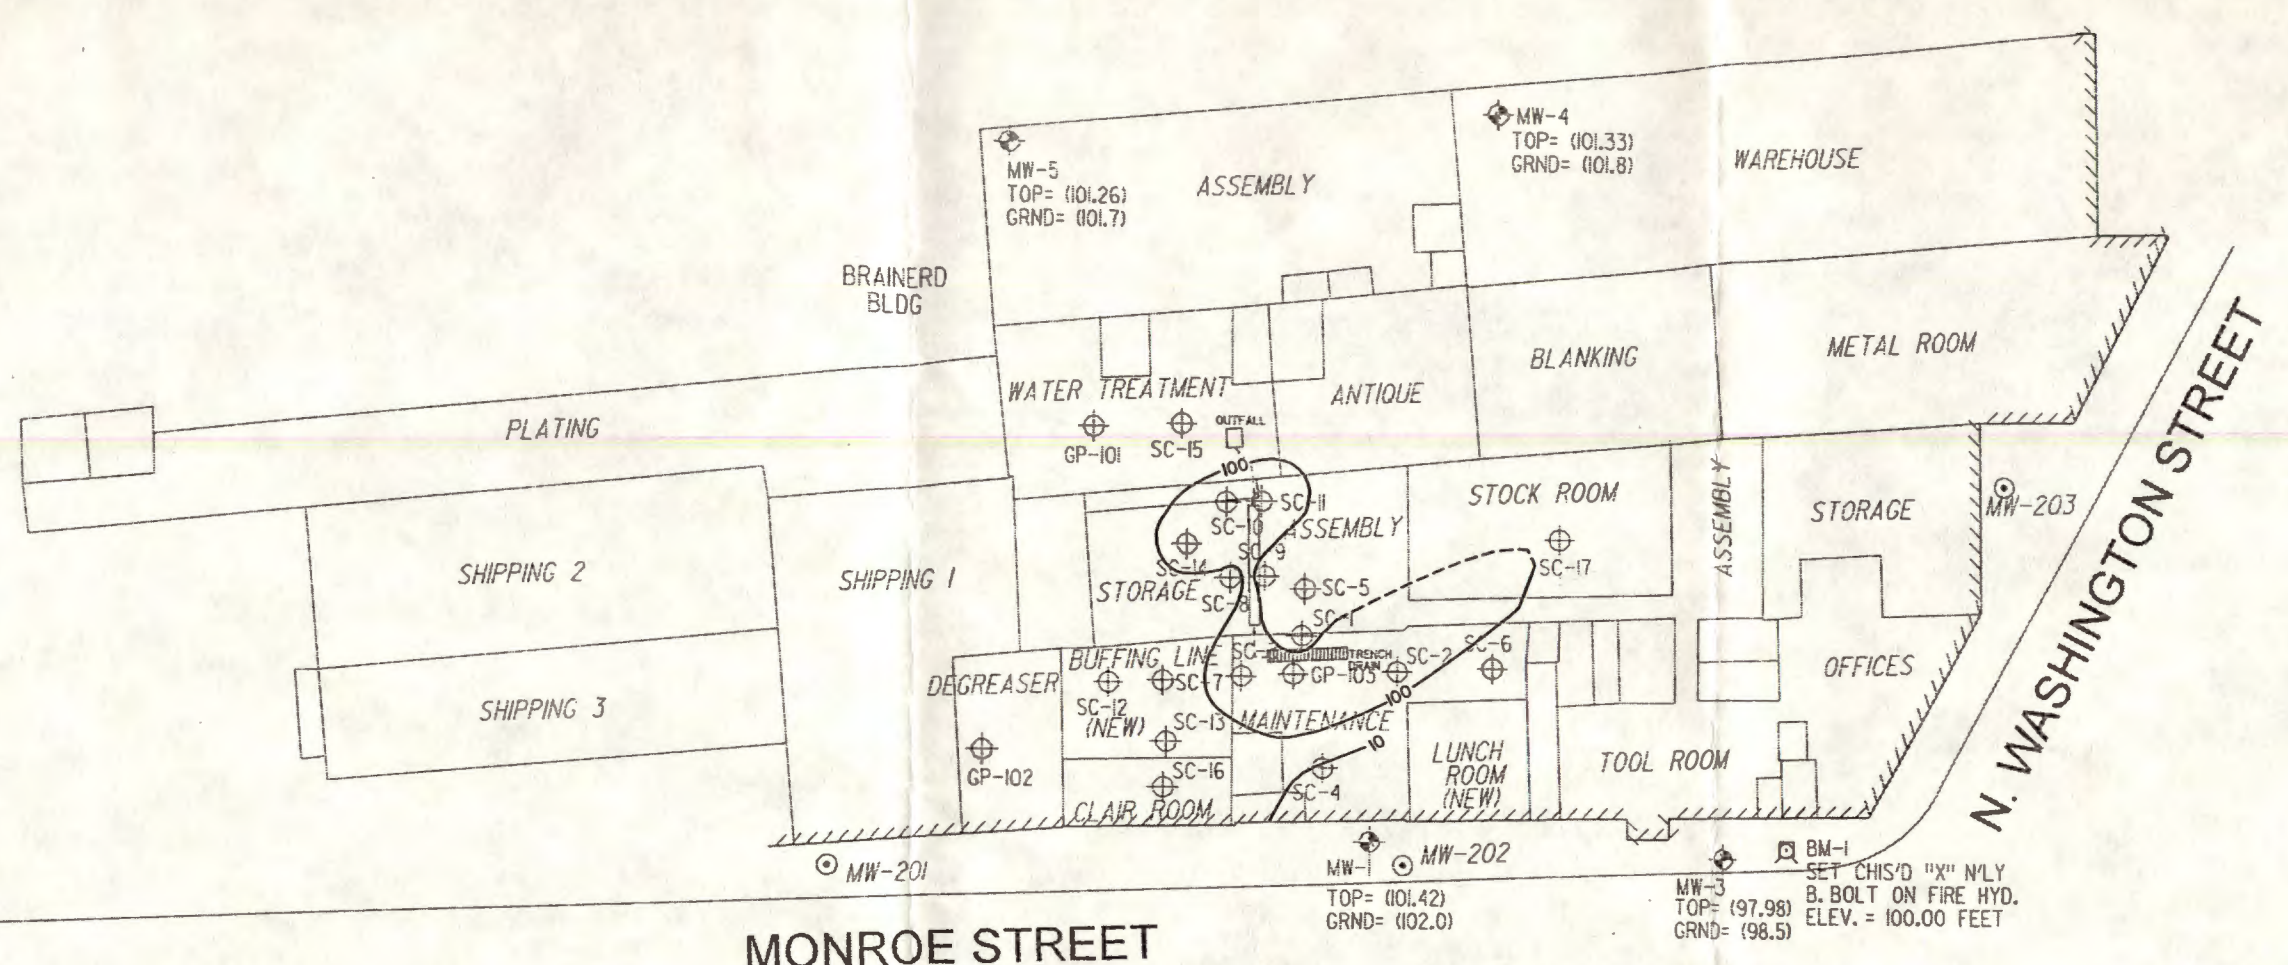 MW-4
TOP= (101.33)
GRND= (101.8)
WAREHOUSE
MW-5
TOP= (101.26)
GRND= (101.7)
ASSEMBLY
BRAINERD
BLDG
METAL ROOM
BLANKING
WATER TREATMENT
ANTIQUE
PLATING
OUTFALL
GP-101
SC-15
100
SC-11
SC-10
STOCK ROOM
ASSEMBLY
STORAGE
MW-203
ASSEMBLY
N. WASHINGTON STREET
SC-14
SC-9
SC-17
SHIPPING 2
SHIPPING 1
STORAGE
SC-8
SC-5
SC-1
SC-6
BUFFING LINE
TRENCH
DRAIN
SC-2
OFFICES
DEGREASER
SC-7
GP-103
100
SHIPPING 3
SC-12
(NEW)
SC-13
MAINTENANCE
10
GP-102
SC-16
CLAIR ROOM
SC-4
LUNCH
ROOM
(NEW)
TOOL ROOM
MW-201
MW-1
TOP= (101.42)
GRND= (102.0)
MW-202
MW-3
TOP= (97.98)
GRND= (98.5)
BM-1
SET CHIS'D "X" N'LY
B. BOLT ON FIRE HYD.
ELEV. = 100.00 FEET
MONROE STREET